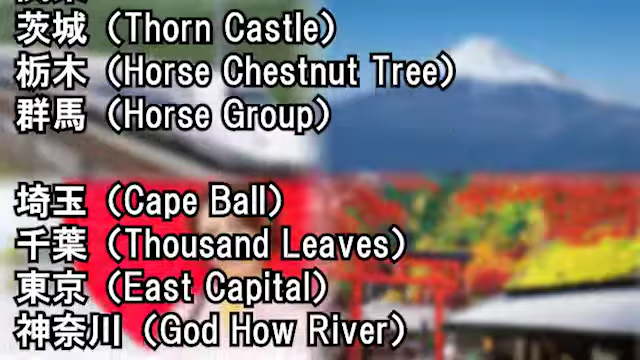 茨城（Thorn Castle）
栃木（Horse Chestnut Tree）
群馬（Horse Group）
埼玉（Cape Ball）
千葉（Thousand Leaves）
東京（East Capital）
神奈川（God How River）